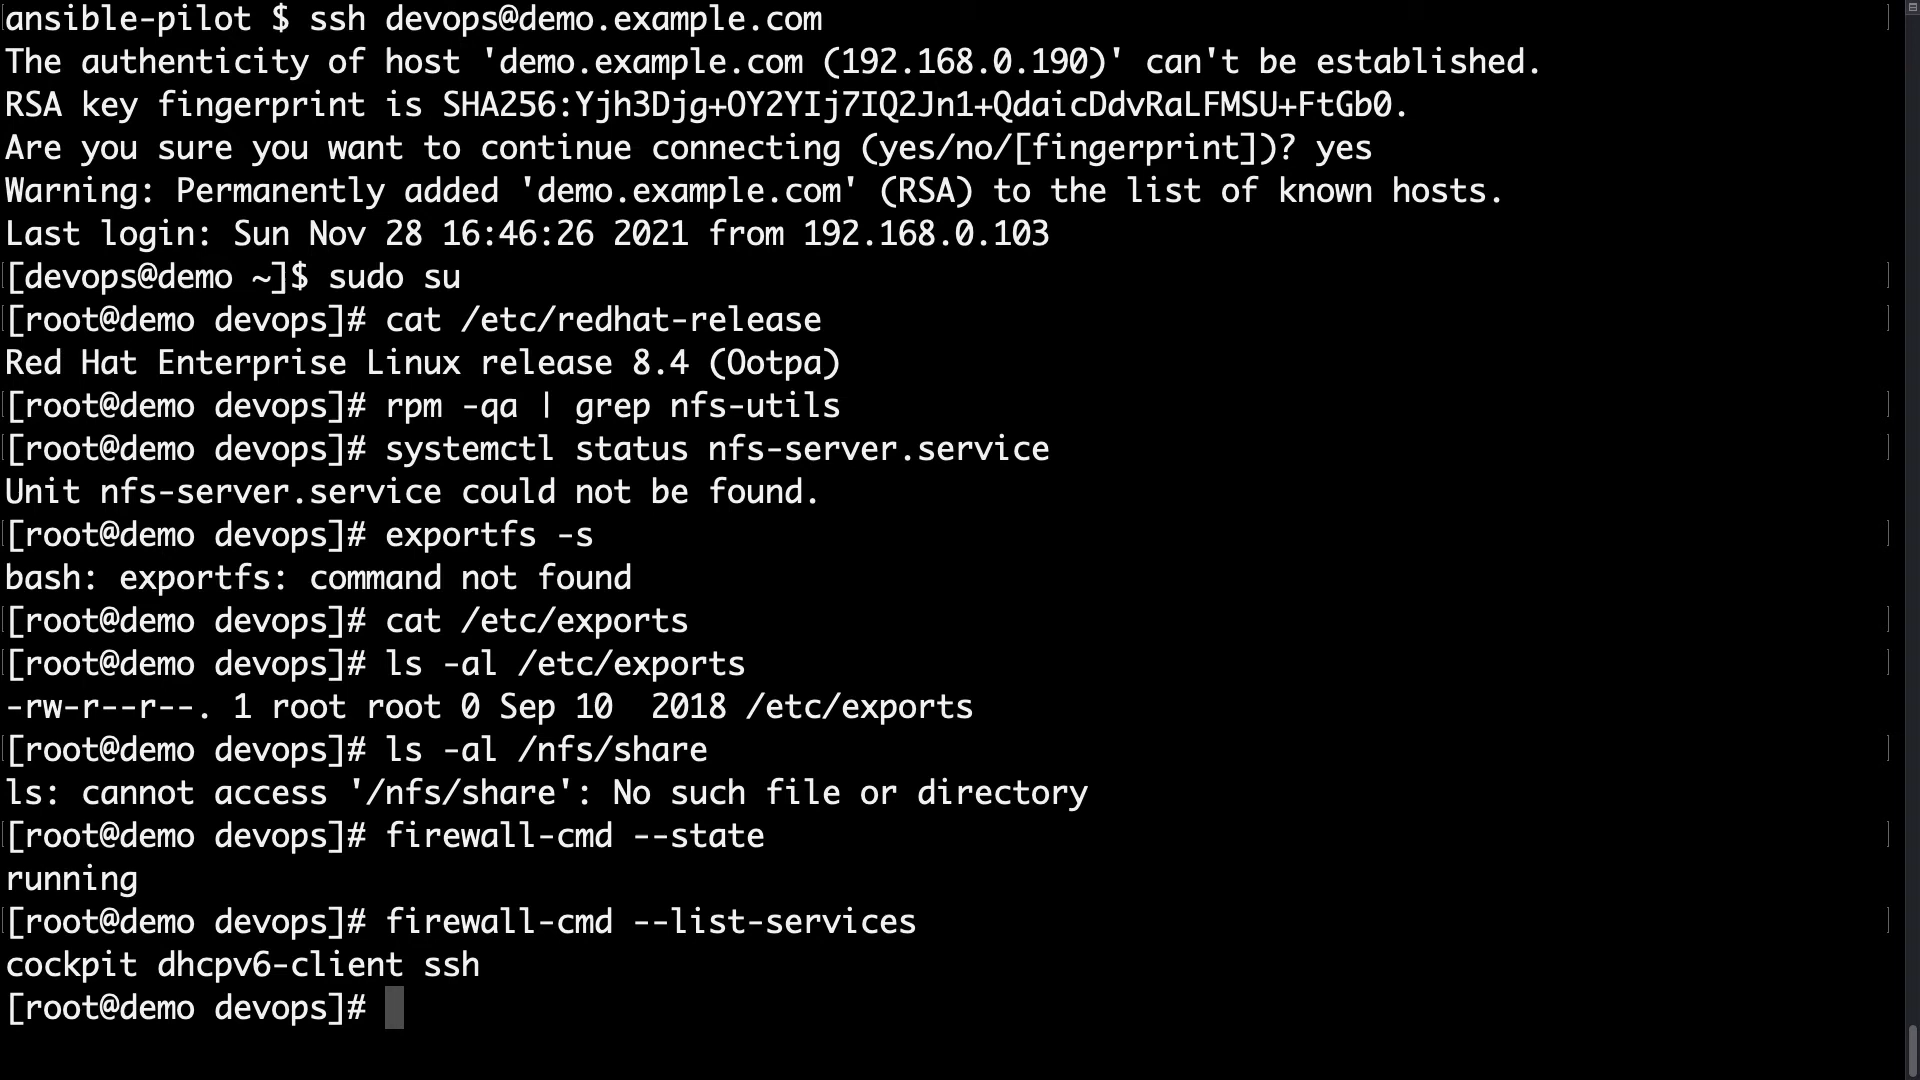 ansible-pilot $ ssh devops@demo.example.com
The authenticity of host 'demo.example.com (192.168.0.190)' can't be established.
RSA key fingerprint is SHA256:Yjh3Djg+OY2YIj7IQ2Jn1+QdaicDdvRaLFMSU+FtGb0.
Are you sure you want to continue connecting (yes/no/[fingerprint])? yes
Warning: Permanently added 'demo.example.com' (RSA) to the list of known hosts.
Last login: Sun Nov 28 16:46:26 2021 from 192.168.0.103
[devops@demo ~]$ sudo su
[root@demo devops]# cat /etc/redhat-release
Red Hat Enterprise Linux release 8.4 (Ootpa)
[root@demo devops]# rpm -qa | grep nfs-utils
[root@demo devops]# systemctl status nfs-server.service
Unit nfs-server.service could not be found.
[root@demo devops]# exportfs -s
bash: exportfs: command not found
[root@demo devops]# cat /etc/exports
[root@demo devops]# ls -al /etc/exports
-rw-r--r--. 1 root root 0 Sep 10  2018 /etc/exports
[root@demo devops]# ls -al /nfs/share
ls: cannot access '/nfs/share': No such file or directory
[root@demo devops]# firewall-cmd --state
running
[root@demo devops]# firewall-cmd --list-services
cockpit dhcpv6-client ssh
[root@demo devops]#